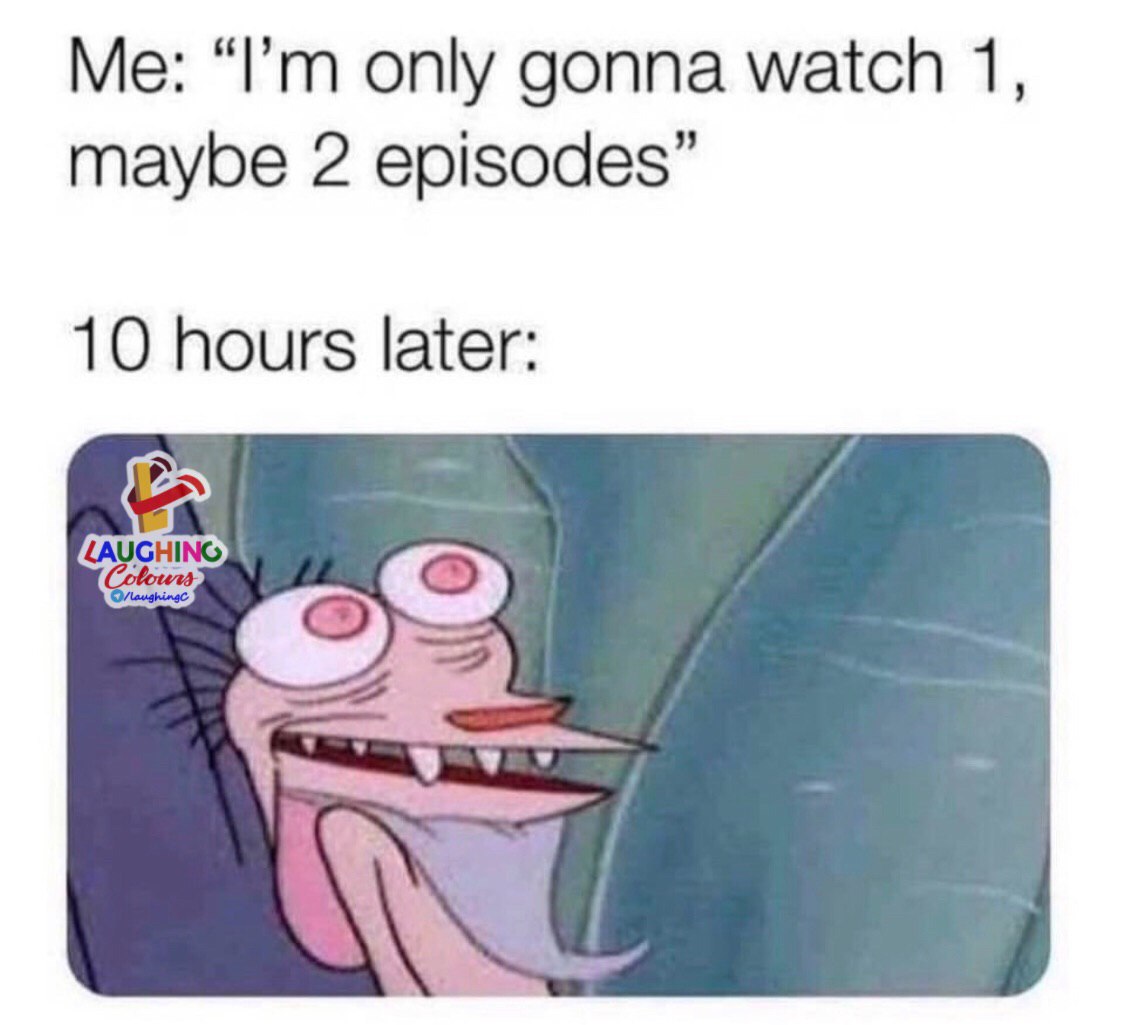 Me: “I’m only gonna watch 1,
maybe 2 episodes”
10 hours later:
LAUGHING
Colours
/laughingC